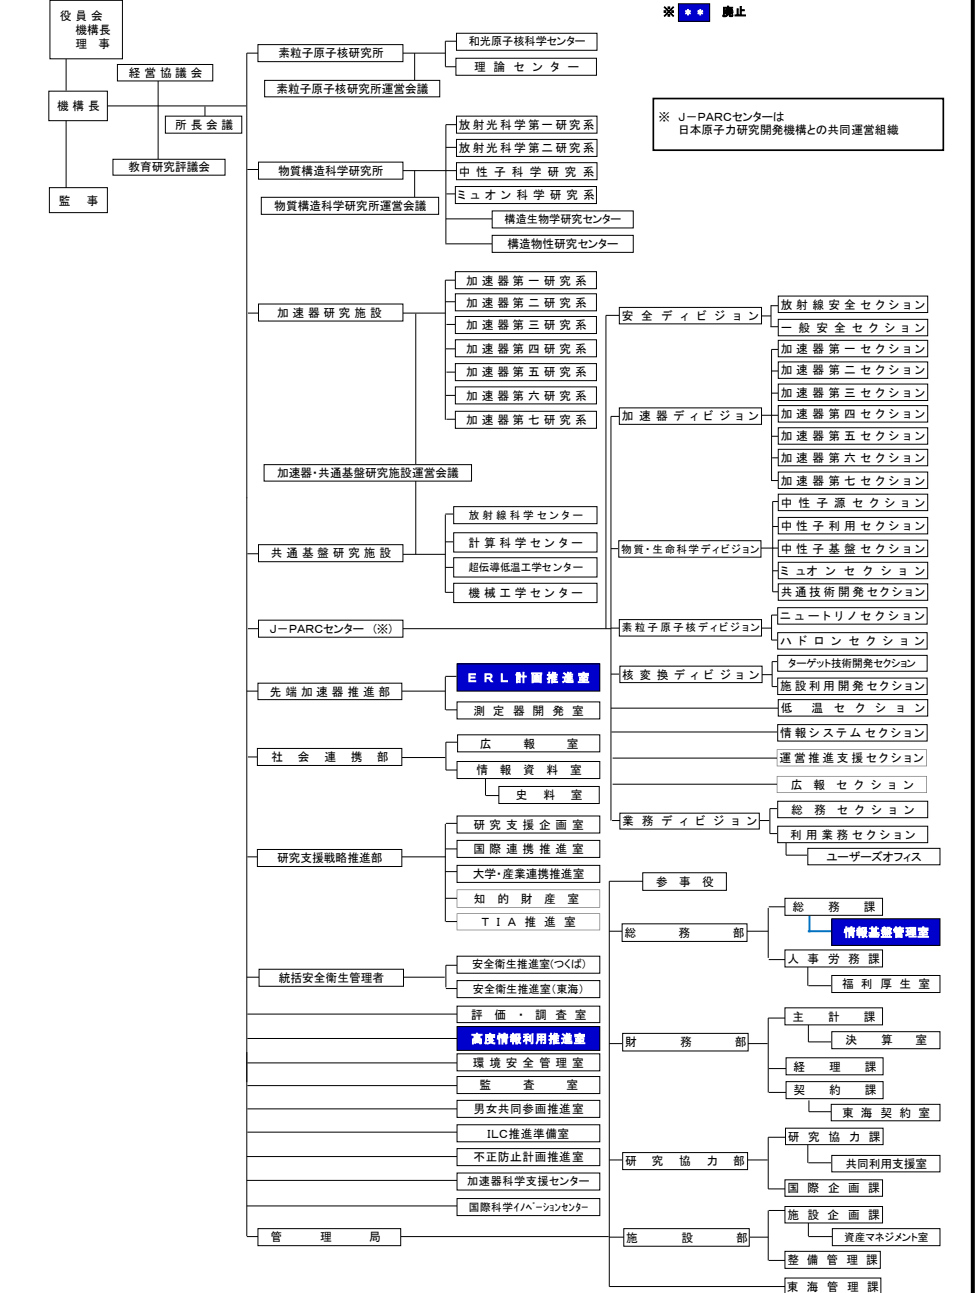 役員会
機構長
理　事
※ ＊＊ 廃止
経営協議会
機構長
所長会議
教育研究評議会
監　事
※ J－PARCセンターは
日本原子力研究開発機構との共同運営組織
素粒子原子核研究所
和光原子核科学センター
理論センター
素粒子原子核研究所運営会議
物質構造科学研究所
放射光科学第一研究系
放射光科学第二研究系
中性子科学研究系
ミュオン科学研究系
物質構造科学研究所運営会議
構造生物学研究センター
構造物性研究センター
加速器研究施設
加速器第一研究系
加速器第二研究系
加速器第三研究系
加速器第四研究系
加速器第五研究系
加速器第六研究系
加速器第七研究系
加速器・共通基盤研究施設運営会議
共通基盤研究施設
放射線科学センター
計算科学センター
超伝導低温工学センター
機械工学センター
J－PARCセンター（※）
安全ディビジョン
放射線安全セクション
一般安全セクション
加速器ディビジョン
加速器第一セクション
加速器第二セクション
加速器第三セクション
加速器第四セクション
加速器第五セクション
加速器第六セクション
加速器第七セクション
物質・生命科学ディビジョン
中性子源セクション
中性子利用セクション
中性子基盤セクション
ミュオンセクション
共通技術開発セクション
素粒子原子核ディビジョン
ニュートリノセクション
ハドロンセクション
核変換ディビジョン
ターゲット技術開発セクション
施設利用開発セクション
低温セクション
情報システムセクション
運営推進支援セクション
広報セクション
業務ディビジョン
総務セクション
利用業務セクション
ユーザーズオフィス
先端加速器推進部
ＥＲＬ計画推進室
測定器開発室
社会連携部
広報室
情報資料室
史料室
研究支援戦略推進部
研究支援企画室
国際連携推進室
大学・産業連携推進室
知的財産室
ＴＩＡ推進室
統括安全衛生管理者
安全衛生推進室(つくば)
安全衛生推進室(東海)
評価・調査室
高度情報利用推進室
環境安全管理室
監査室
男女共同参画推進室
ILC推進準備室
不正防止計画推進室
加速器科学支援センター
国際科学イノベーションセンター
管理局
参事役
総務部
総務課
情報基盤管理室
人事労務課
福利厚生室
財務部
主計課
決算室
経理課
契約課
東海契約室
研究協力部
研究協力課
共同利用支援室
国際企画課
施設部
施設企画課
資産マネジメント室
整備管理課
東海管理課